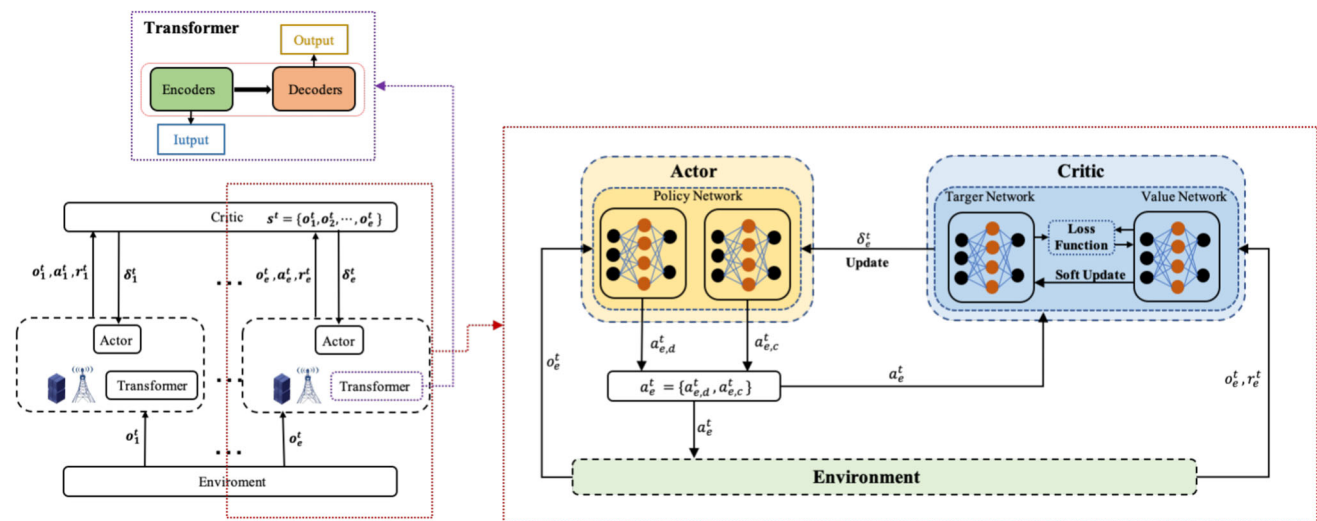 Transformer
Output
Encoders
Decoders
Iutput
Critic
s^t = {o_1^t, o_2^t, ⋯, o_e^t}
o_1^t, a_1^t, r_1^t
δ_1^t
...
o_e^t, a_e^t, r_e^t
δ_e^t
Actor
Actor
Transformer
...
Transformer
o_1^t
...
o_e^t
Enviroment
Actor
Critic
Policy Network
Targer Network
Value Network
Loss
Function
δ_e^t
Update
Soft Update
a_{e,d}^t
a_{e,c}^t
o_e^t
a_e^t = {a_{e,d}^t, a_{e,c}^t}
a_e^t
o_e^t, r_e^t
a_e^t
Environment